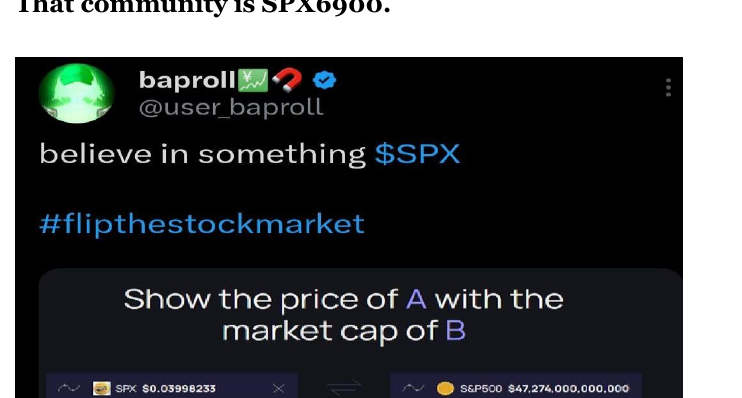 That community is SPX6900.
baproll
@user_baproll
believe in something $SPX
#flipthestockmarket
Show the price of A with the
market cap of B
SPX $0.03998233
S&P500 $47,274,000,000,000